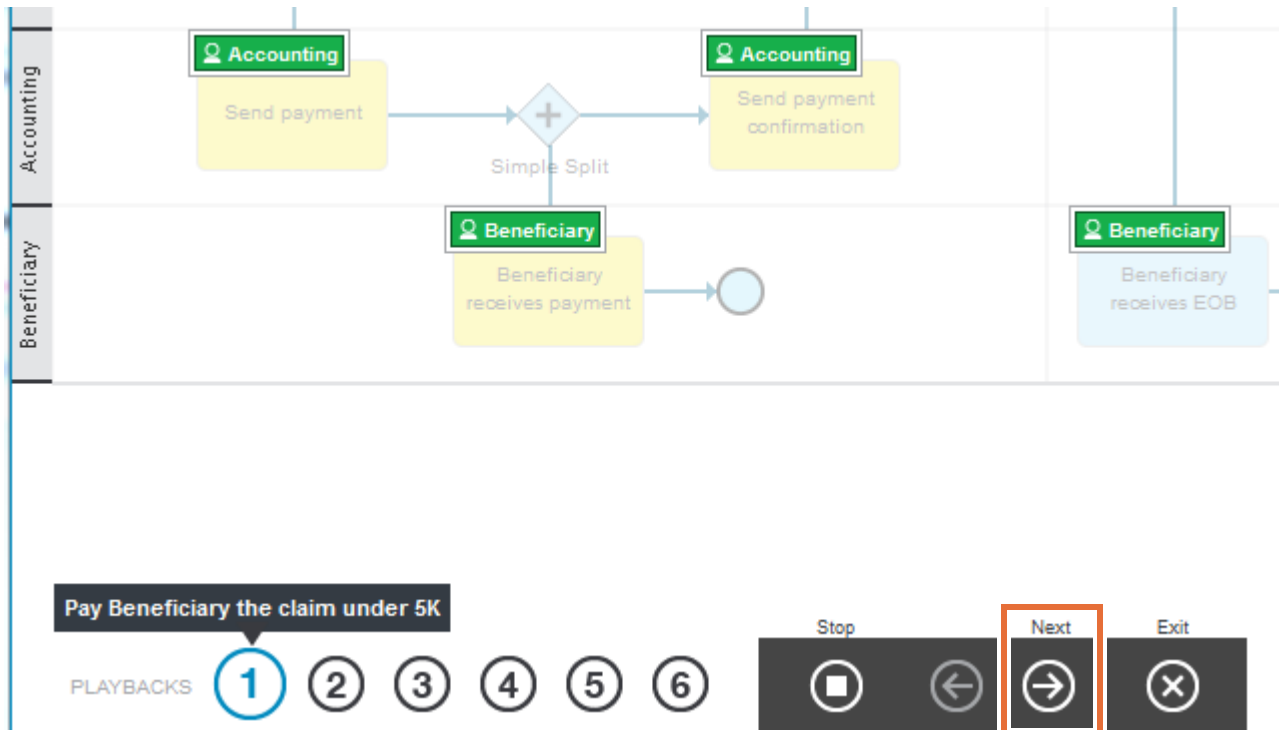 Accounting
Accounting
Accounting
Send payment
Send payment
confirmation
Simple Split
Beneficiary
Beneficiary
Beneficiary
Beneficiary
receives payment
Beneficiary
receives EOB
Pay Beneficiary the claim under 5K
Stop
Next
Exit
PLAYBACKS
1
2
3
4
5
6